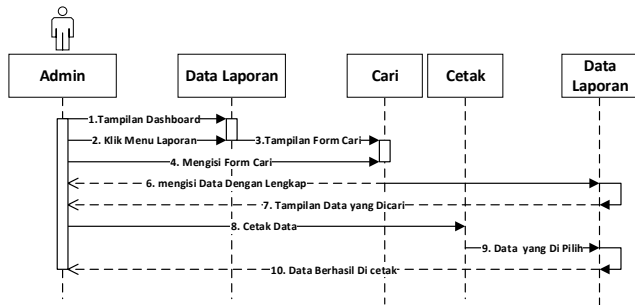 Admin
Data Laporan
Cari
Cetak
Data
Laporan
1.Tampilan Dashboard
2. Klik Menu Laporan
3.Tampilan Form Cari
4. Mengisi Form Cari
6. mengisi Data Dengan Lengkap
7. Tampilan Data yang Dicari
8. Cetak Data
9. Data yang Di Pilih
10. Data Berhasil Di cetak